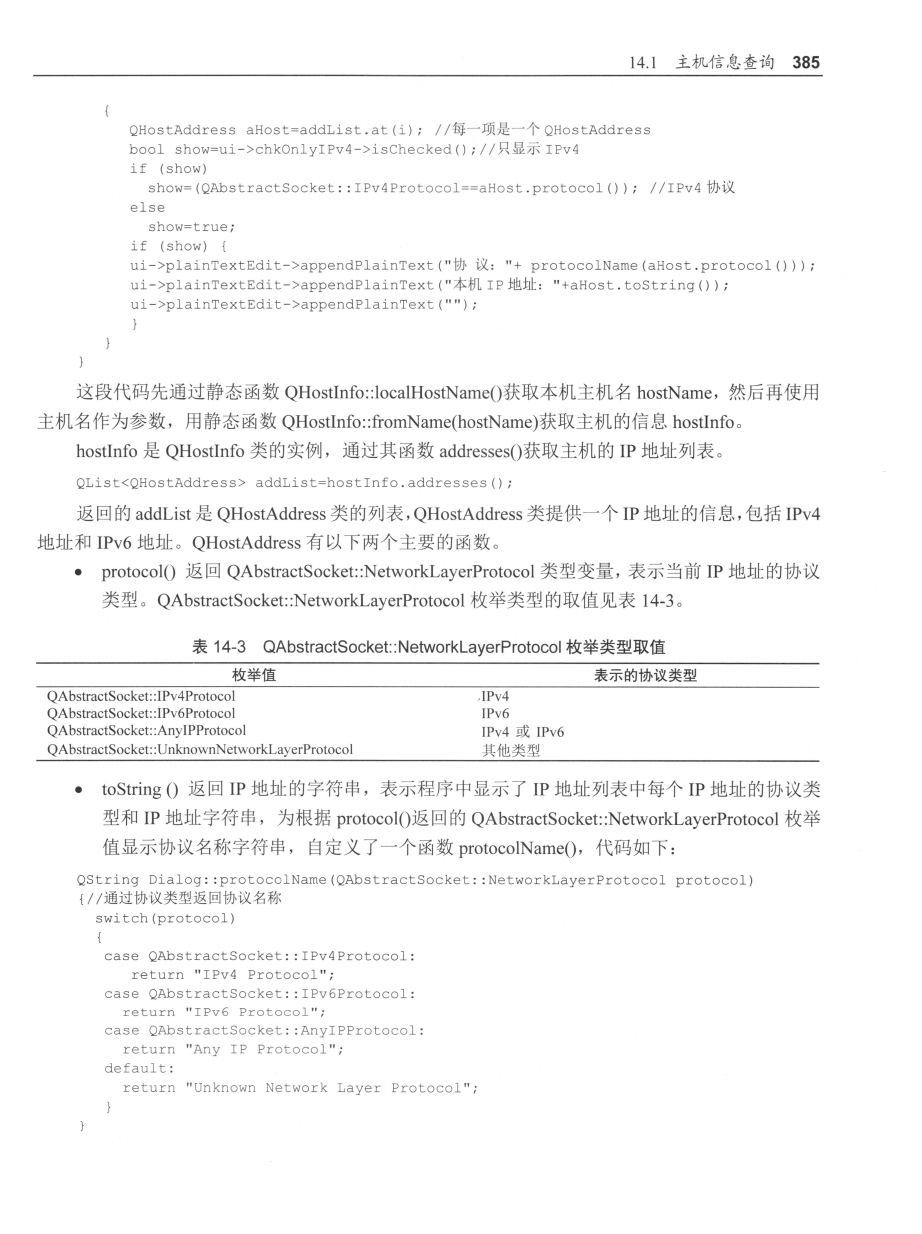 14.1 主机信息查询 385
{
QHostAddress aHost=addList.at(i); //每一项是一个 QHostAddress
bool show=ui->chkOnlyIPv4->isChecked();//只显示 IPv4
if (show)
show=(QAbstractSocket::IPv4Protocol==aHost.protocol()); //IPv4 协议
else
show=true;
if (show) {
ui->plainTextEdit->appendPlainText("协 议："+ protocolName(aHost.protocol()));
ui->plainTextEdit->appendPlainText("本机 IP 地址："+aHost.toString());
ui->plainTextEdit->appendPlainText("");
}
}
}
这段代码先通过静态函数 QHostInfo::localHostName()获取本机主机名 hostName，然后再使用
主机名作为参数，用静态函数 QHostInfo::fromName(hostName)获取主机的信息 hostInfo。
hostInfo 是 QHostInfo 类的实例，通过其函数 addresses()获取主机的 IP 地址列表。
QList<QHostAddress> addList=hostInfo.addresses();
返回的 addList 是 QHostAddress 类的列表，QHostAddress 类提供一个 IP 地址的信息，包括 IPv4
地址和 IPv6 地址。QHostAddress 有以下两个主要的函数。
• protocol() 返回 QAbstractSocket::NetworkLayerProtocol 类型变量，表示当前 IP 地址的协议
类型。QAbstractSocket::NetworkLayerProtocol 枚举类型的取值见表 14-3。
表 14-3 QAbstractSocket::NetworkLayerProtocol 枚举类型取值
枚举值 表示的协议类型
QAbstractSocket::IPv4Protocol IPv4
QAbstractSocket::IPv6Protocol IPv6
QAbstractSocket::AnyIPProtocol IPv4 或 IPv6
QAbstractSocket::UnknownNetworkLayerProtocol 其他类型
• toString () 返回 IP 地址的字符串，表示程序中显示了 IP 地址列表中每个 IP 地址的协议类
型和 IP 地址字符串，为根据 protocol()返回的 QAbstractSocket::NetworkLayerProtocol 枚举
值显示协议名称字符串，自定义了一个函数 protocolName()，代码如下：
QString Dialog::protocolName(QAbstractSocket::NetworkLayerProtocol protocol)
{//通过协议类型返回协议名称
switch(protocol)
{
case QAbstractSocket::IPv4Protocol:
return "IPv4 Protocol";
case QAbstractSocket::IPv6Protocol:
return "IPv6 Protocol";
case QAbstractSocket::AnyIPProtocol:
return "Any IP Protocol";
default:
return "Unknown Network Layer Protocol";
}
}